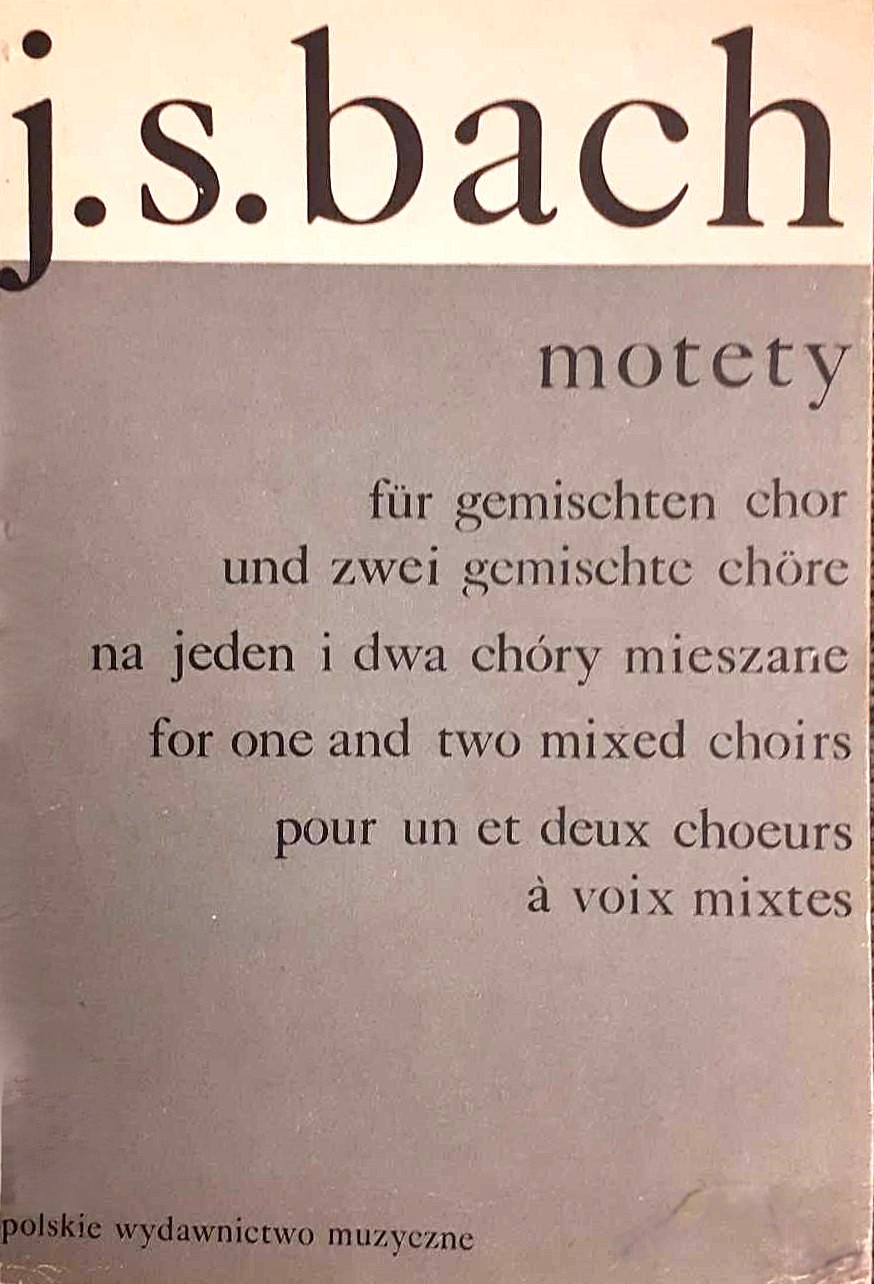 j.s.bach
motety
für gemischten chor
und zwei gemischte chöre
na jeden i dwa chóry mieszane
for one and two mixed choirs
pour un et deux choeurs
à voix mixtes
polskie wydawnictwo muzyczne